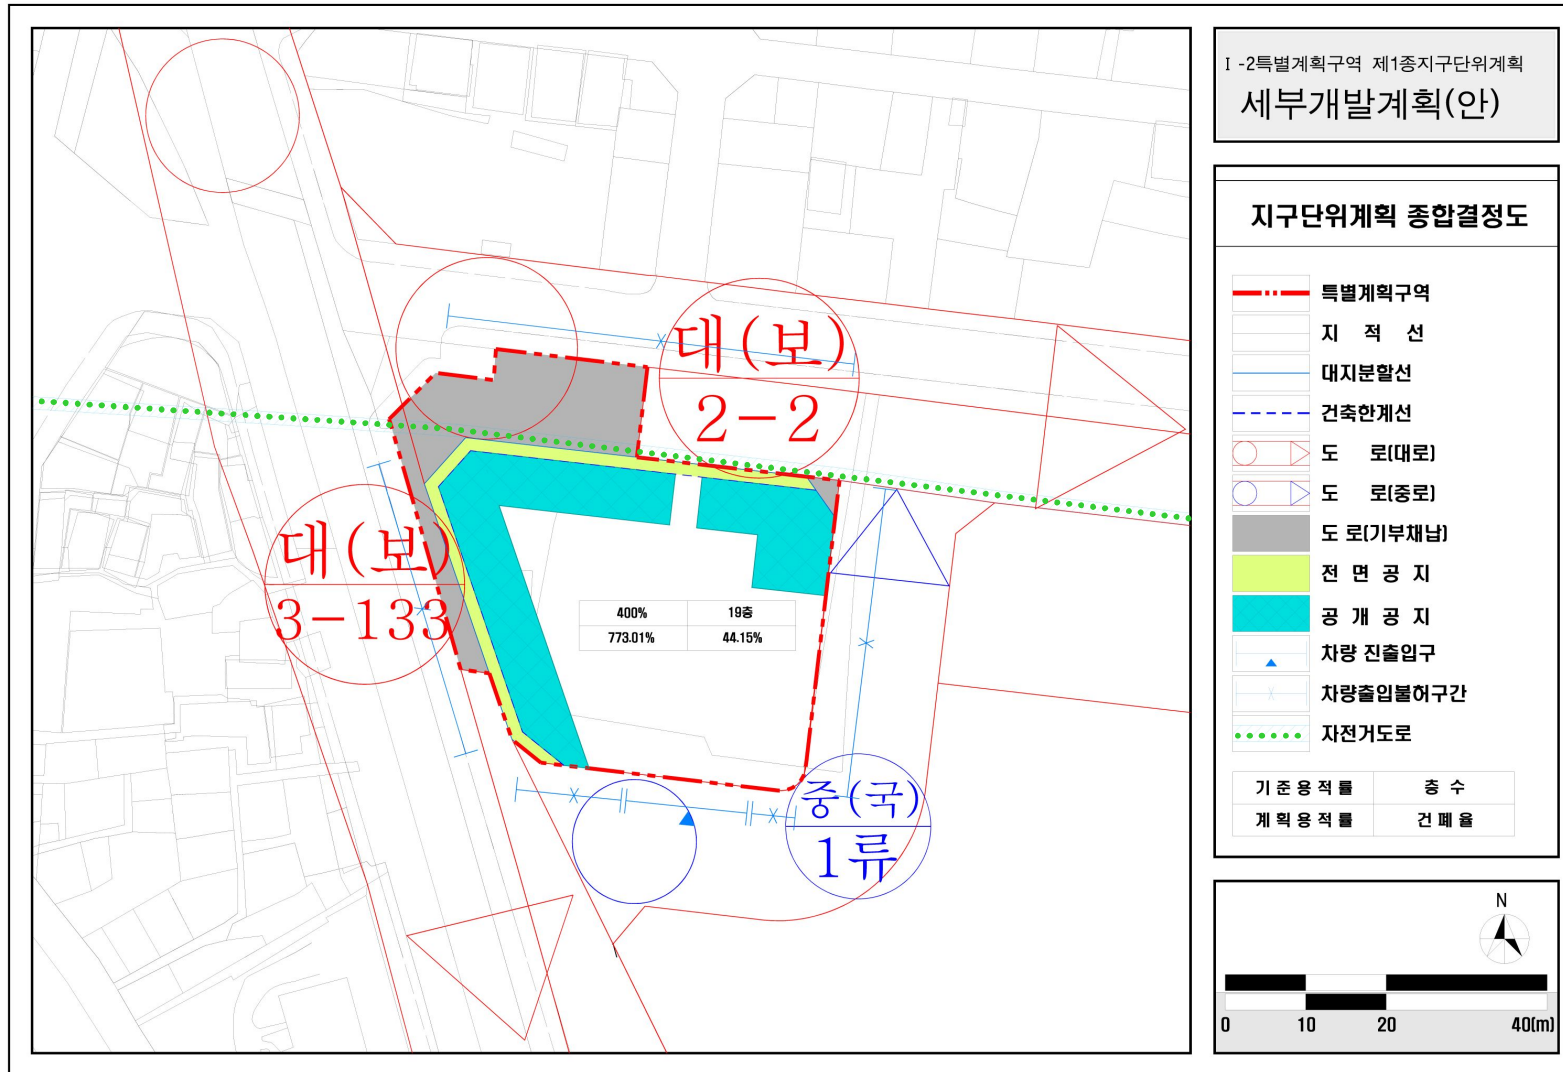 I -2특별계획구역 제1종지구단위계획
세부개발계획(안)
지구단위계획 종합결정도
특별계획구역
지 적 선
대지분할선
건축한계선
도 로(대로)
도 로(중로)
도 로(기부채납)
전 면 공 지
공 개 공 지
차량 진출입구
차량출입불허구간
자전거도로
기 준 용 적 률 층 수
계 획 용 적 률 건 폐 율
N
0 10 20 40(m)
대(보)
2-2
대(보)
3-133
400% 19층
773.01% 44.15%
중(국)
1류